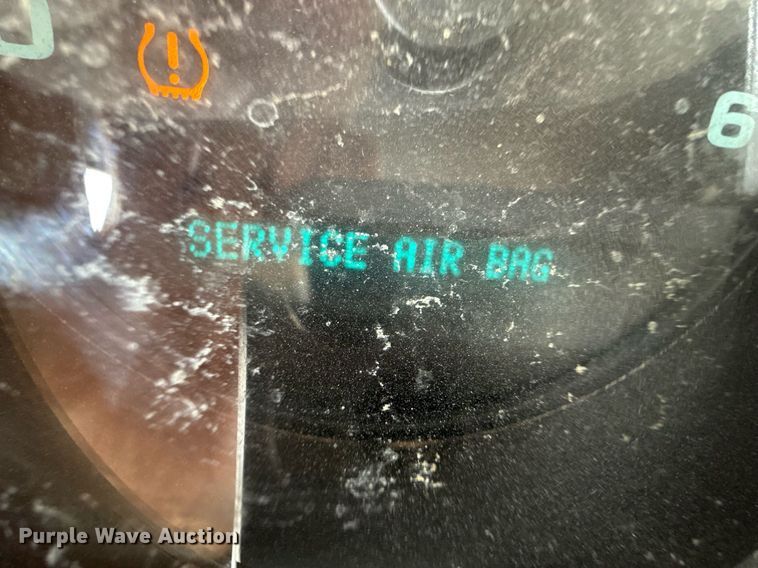 6
SERVICE AIR BAG
Purple Wave Auction